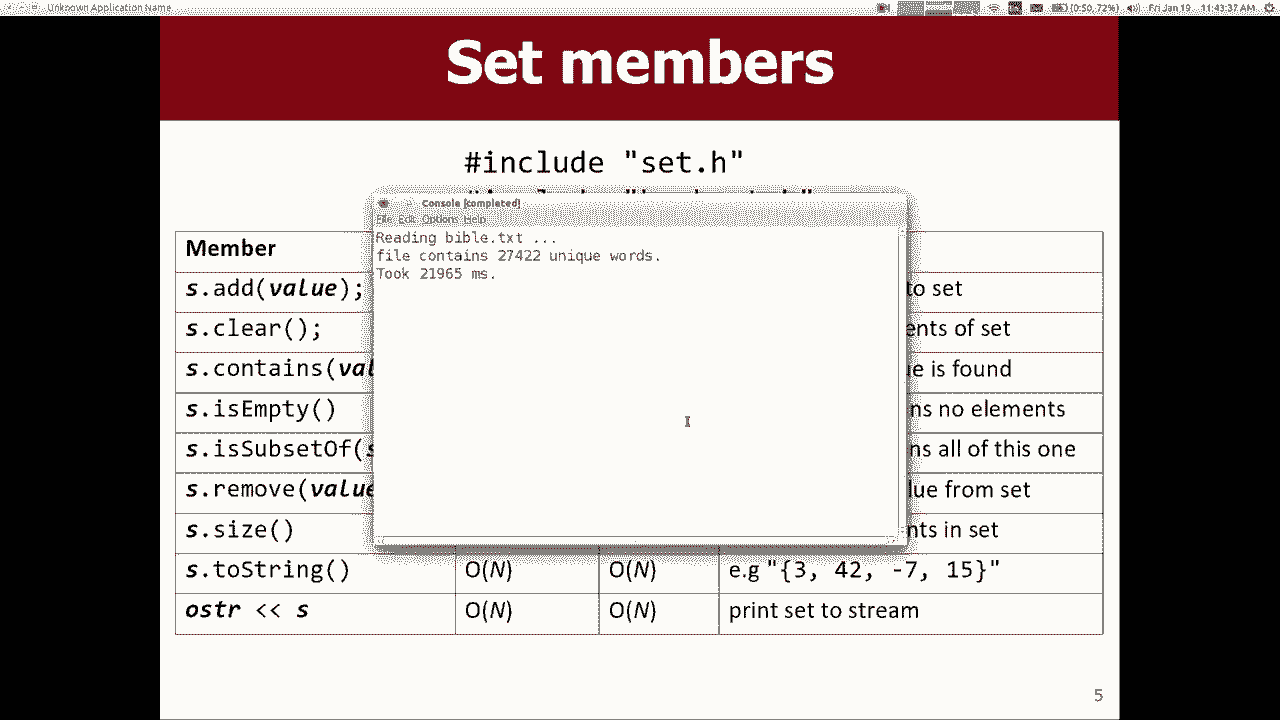 Unknown Application Name
(0:50, 72%)
Fri Jan 19 11:43:37 AM
Set members
#include "set.h"
Console [completed]
File Edit Options Help
Reading bible.txt ...
file contains 27422 unique words.
Took 21965 ms.
Member
s.add(value); to set
s.clear(); ents of set
s.contains(val ue is found
s.isEmpty() ns no elements
s.isSubsetOf(s ns all of this one
s.remove(value lue from set
s.size() nts in set
s.toString() O(N) O(N) e.g "{3, 42, -7, 15}"
ostr << s O(N) O(N) print set to stream
5